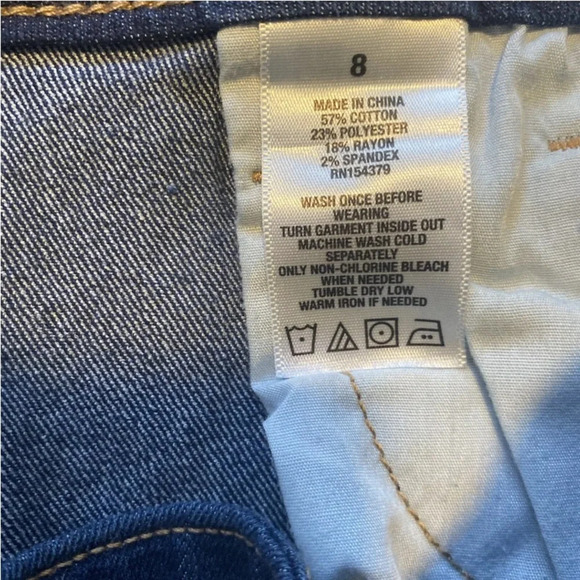 8
MADE IN CHINA
57% COTTON
23% POLYESTER
18% RAYON
2% SPANDEX
RN154379
WASH ONCE BEFORE
WEARING
TURN GARMENT INSIDE OUT
MACHINE WASH COLD
SEPARATELY
ONLY NON-CHLORINE BLEACH
WHEN NEEDED
TUMBLE DRY LOW
WARM IRON IF NEEDED